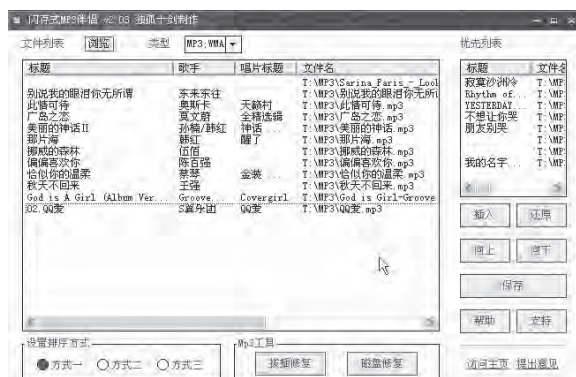 闪存式MP3伴侣 v2.03 独孤十剑制作
文件列表 浏览 类型 MP3;WMA 优先列表
标题 歌手 唱片标题 文件名 标题 文件名
T:\MP3\Sarina_Paris_-_Look 寂寞沙洲冷 T:\MP
别说我的眼泪你无所谓 东来东往 T:\MP3\别说我的眼泪你无所谓 Rhythm of... T:\MP
此情可待 奥斯卡 天籁村 T:\MP3\此情可待.mp3 YESTERDAY... T:\MP
广岛之恋 莫文蔚 全精选辑 T:\MP3\广岛之恋.mp3 不想让你哭 T:\MP
美丽的神话II 孙楠/韩红 神话 ... T:\MP3\美丽的神话.mp3 朋友别哭 T:\MP
那片海 韩红 醒了 T:\MP3\那片海.mp3 T:\MP
挪威的森林 伍佰 T:\MP3\挪威的森林.mp3 T:\MP
偏偏喜欢你 陈百强 T:\MP3\偏偏喜欢你.mp3 我的名字... T:\MP
恰似你的温柔 蔡琴 金装 ... T:\MP3\恰似你的温柔.mp3
秋天不回来 王强 T:\MP3\秋天不回来.mp3
God is A Girl (Album Ver... Groove... Covergirl T:\MP3\God is Girl-Groove
02.QQ爱 S翼乐团 QQ爱 T:\MP3\QQ爱.mp3
插入 还原
向上 向下
保存
帮助 支持
设置排序方式 Mp3工具
方式一 方式二 方式三 拔插修复 磁盘修复 访问主页 提出意见